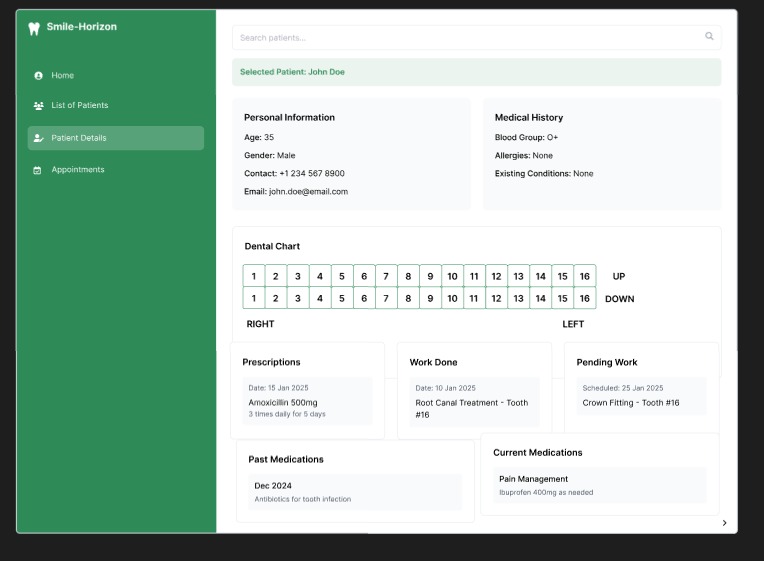 Smile-Horizon
Home
List of Patients
Patient Details
Appointments
Search patients...
Selected Patient: John Doe
Personal Information
Age: 35
Gender: Male
Contact: +1 234 567 8900
Email: john.doe@email.com
Medical History
Blood Group: O+
Allergies: None
Existing Conditions: None
Dental Chart
1 2 3 4 5 6 7 8 9 10 11 12 13 14 15 16 UP
1 2 3 4 5 6 7 8 9 10 11 12 13 14 15 16 DOWN
RIGHT LEFT
Prescriptions
Date: 15 Jan 2025
Amoxicillin 500mg
3 times daily for 5 days
Work Done
Date: 10 Jan 2025
Root Canal Treatment - Tooth
#16
Pending Work
Scheduled: 25 Jan 2025
Crown Fitting - Tooth #16
Past Medications
Dec 2024
Antibiotics for tooth infection
Current Medications
Pain Management
Ibuprofen 400mg as needed